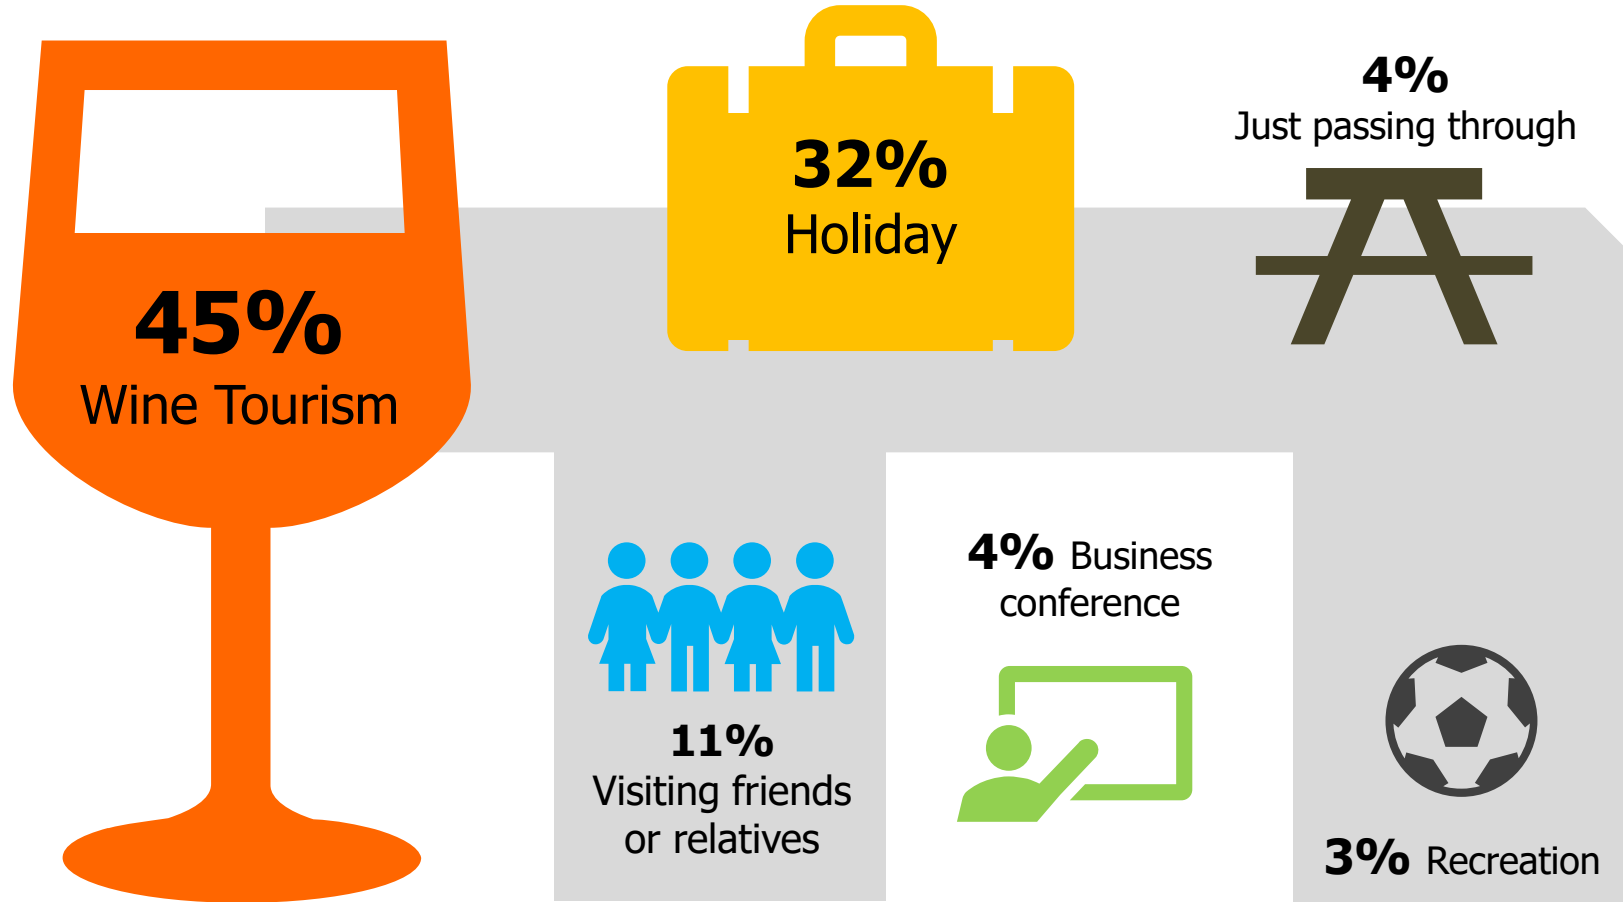 45%
Wine Tourism
32%
Holiday
4%
Just passing through
11%
Visiting friends
or relatives
4% Business
conference
3% Recreation